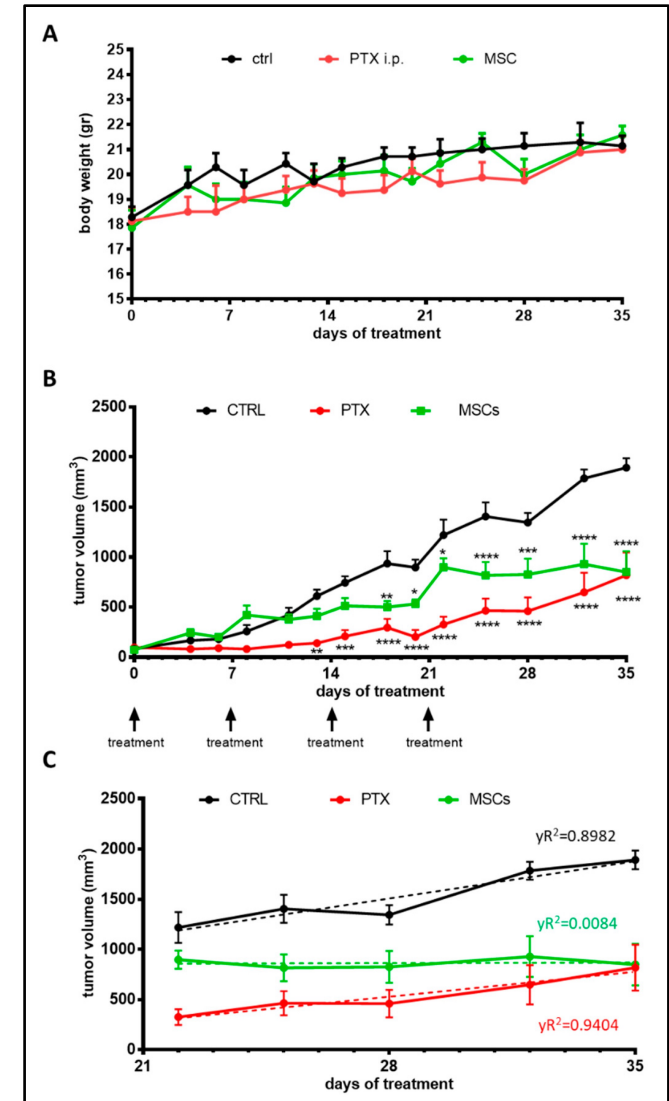 A
ctrl PTX i.p. MSC
25
24
23
22
21
20
19
18
17
16
15
body weight (gr)
0 7 14 21 28 35
days of treatment
B
CTRL PTX MSCs
2500
2000
1500
1000
500
0
tumor volume (mm³)
** * * **** *** **** ****
** *** **** **** **** **** **** **** ****
0 7 14 21 28 35
days of treatment
treatment treatment treatment treatment
C
CTRL PTX MSCs
2500
2000
1500
1000
500
0
tumor volume (mm³)
yR²=0.8982
yR²=0.0084
yR²=0.9404
21 28 35
days of treatment